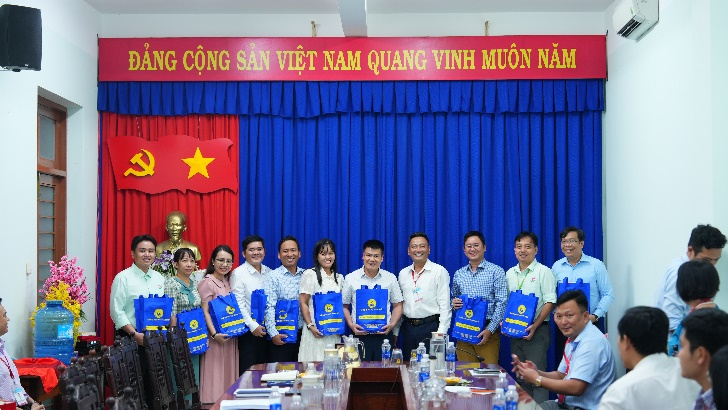 ĐẢNG CỘNG SẢN VIỆT NAM QUANG VINH MUÔN NĂM